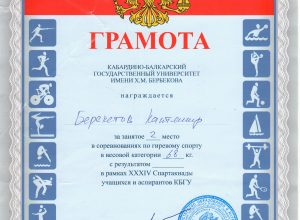 ГРАМОТА
КАБАРДИНО-БАЛКАРСКИЙ
ГОСУДАРСТВЕННЫЙ УНИВЕРСИТЕТ
ИМЕНИ Х.М. БЕРБЕКОВА
награждается
за занятое 2 место
в соревнованиях по гиревому спорту
в весовой категории 68 кг.
с результатом
в рамках XXXIV Спартакиады
учащихся и аспирантов КБГУ